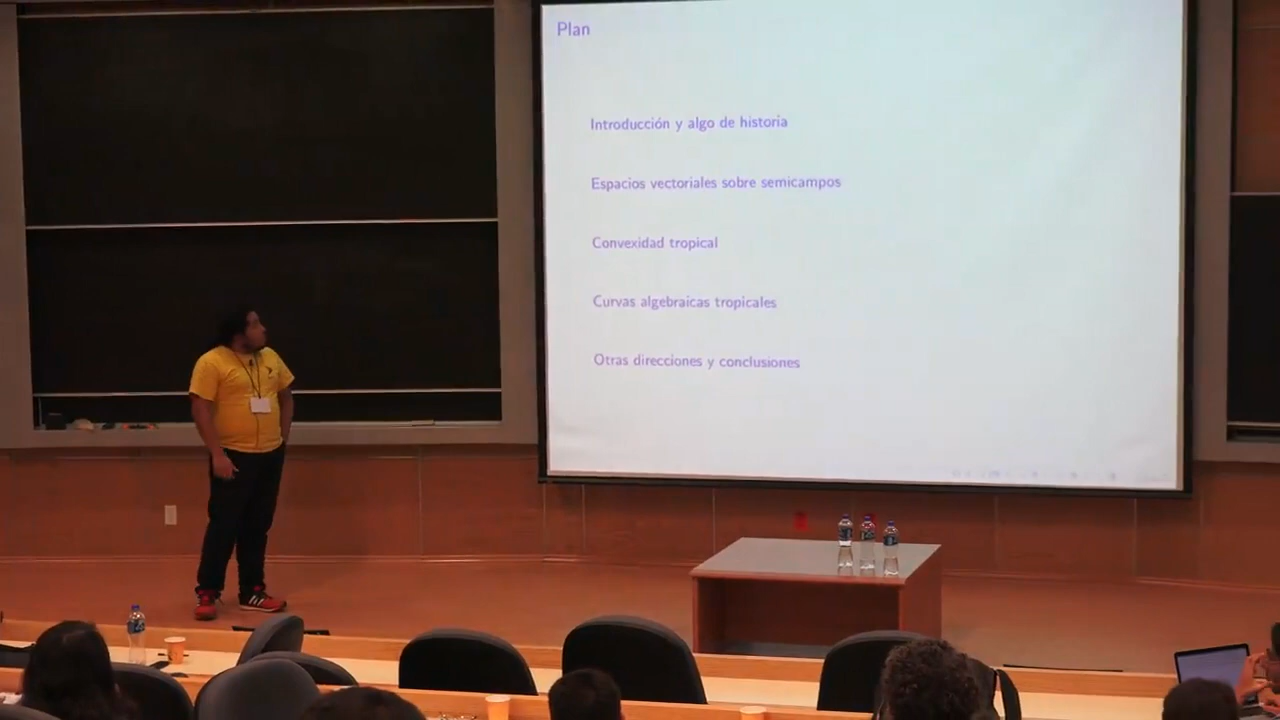 Plan
Introducción y algo de historia
Espacios vectoriales sobre semicampos
Convexidad tropical
Curvas algebraicas tropicales
Otras direcciones y conclusiones